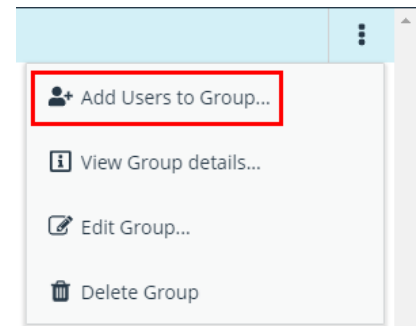 Add Users to Group...
View Group details...
Edit Group...
Delete Group